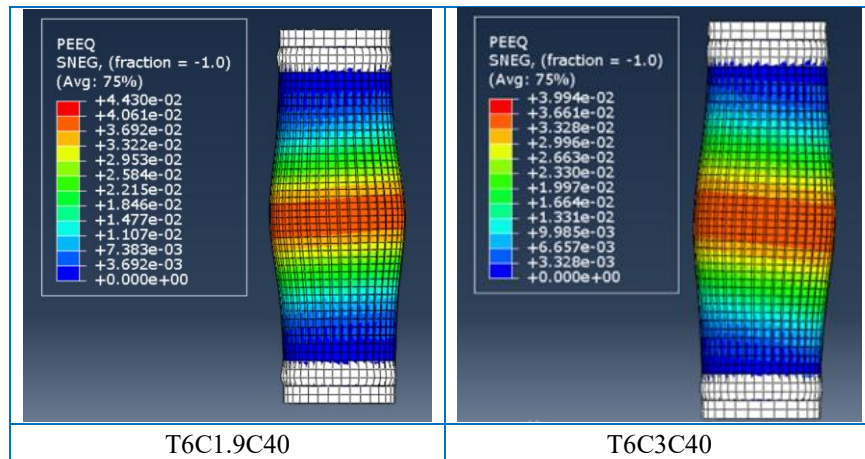 PEEQ
SNEG, (fraction = -1.0)
(Avg: 75%)
+4.430e-02
+4.061e-02
+3.692e-02
+3.322e-02
+2.953e-02
+2.584e-02
+2.215e-02
+1.846e-02
+1.477e-02
+1.107e-02
+7.383e-03
+3.692e-03
+0.000e+00
T6C1.9C40
PEEQ
SNEG, (fraction = -1.0)
(Avg: 75%)
+3.994e-02
+3.661e-02
+3.328e-02
+2.996e-02
+2.663e-02
+2.330e-02
+1.997e-02
+1.664e-02
+1.331e-02
+9.985e-03
+6.657e-03
+3.328e-03
+0.000e+00
T6C3C40